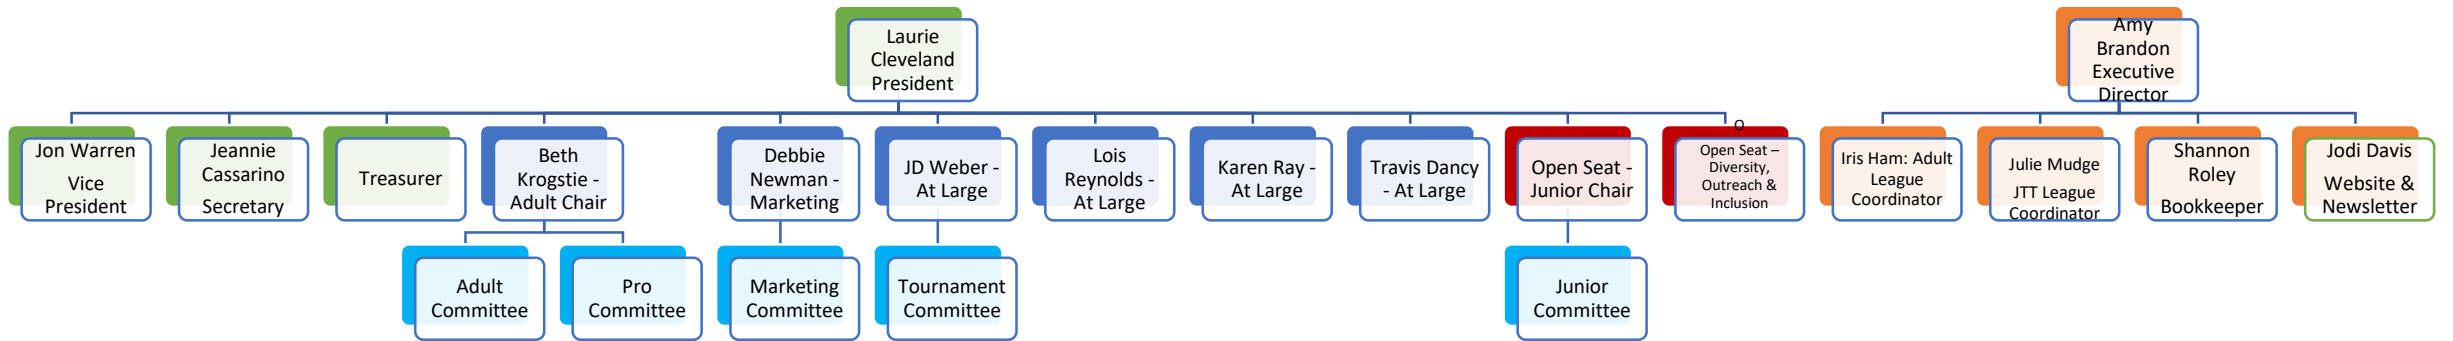 Laurie
Cleveland
President
Amy
Brandon
Executive
Director
Jon Warren
Vice
President
Jeannie
Cassarino
Secretary
Treasurer
Beth
Krogstie -
Adult Chair
Debbie
Newman -
Marketing
JD Weber -
At Large
Lois
Reynolds -
At Large
Karen Ray -
At Large
Travis Dancy
- At Large
Open Seat -
Junior Chair
O
Open Seat –
Diversity,
Outreach &
Inclusion
Iris Ham: Adult
League
Coordinator
Julie Mudge
JTT League
Coordinator
Shannon
Roley
Bookkeeper
Jodi Davis
Website &
Newsletter
Adult
Committee
Pro
Committee
Marketing
Committee
Tournament
Committee
Junior
Committee